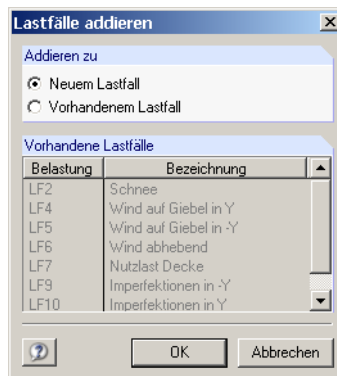 Lastfälle addieren
Addieren zu
Neuem Lastfall
Vorhandenem Lastfall
Vorhandene Lastfälle
Belastung Bezeichnung
LF2 Schnee
LF4 Wind auf Giebel in Y
LF5 Wind auf Giebel in -Y
LF6 Wind abhebend
LF7 Nutzlast Decke
LF9 Imperfektionen in -Y
LF10 Imperfektionen in Y
OK Abbrechen